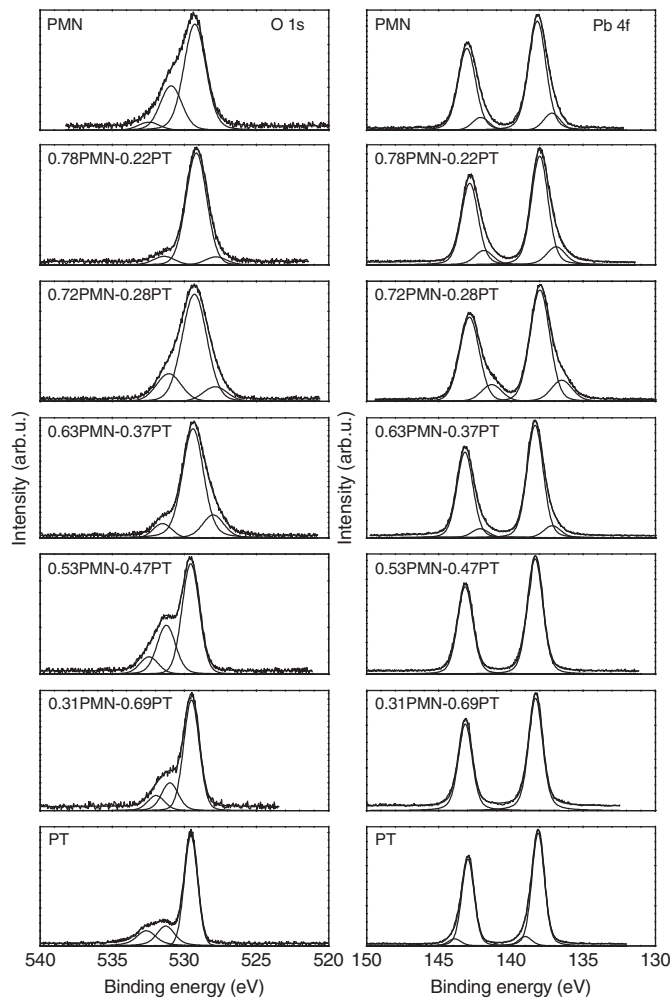 PMN O 1s
0.78PMN-0.22PT
0.72PMN-0.28PT
0.63PMN-0.37PT
0.53PMN-0.47PT
0.31PMN-0.69PT
PT
Intensity (arb.u.)
540 535 530 525 520
Binding energy (eV)
PMN Pb 4f
0.78PMN-0.22PT
0.72PMN-0.28PT
0.63PMN-0.37PT
0.53PMN-0.47PT
0.31PMN-0.69PT
PT
Intensity (arb.u.)
150 145 140 135 130
Binding energy (eV)